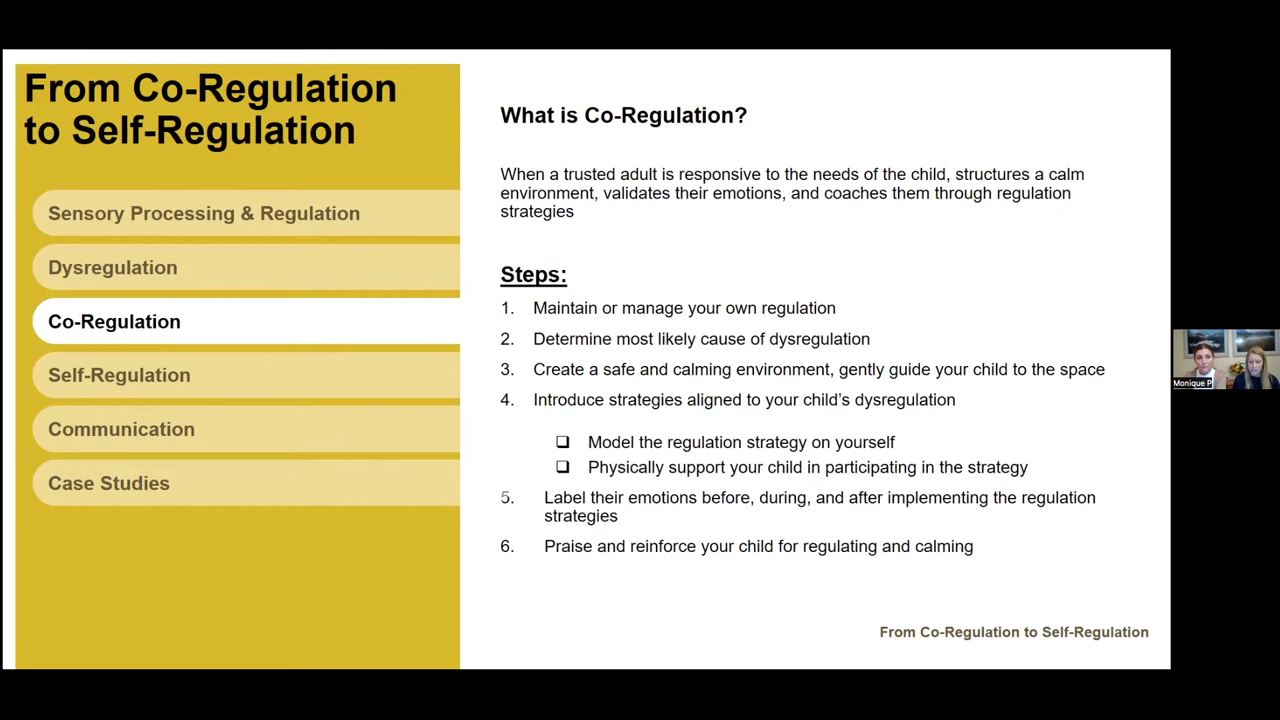 From Co-Regulation
to Self-Regulation
Sensory Processing & Regulation
Dysregulation
Co-Regulation
Self-Regulation
Communication
Case Studies
What is Co-Regulation?
When a trusted adult is responsive to the needs of the child, structures a calm
environment, validates their emotions, and coaches them through regulation
strategies
Steps:
1. Maintain or manage your own regulation
2. Determine most likely cause of dysregulation
3. Create a safe and calming environment, gently guide your child to the space
4. Introduce strategies aligned to your child's dysregulation
❑ Model the regulation strategy on yourself
❑ Physically support your child in participating in the strategy
5. Label their emotions before, during, and after implementing the regulation
strategies
6. Praise and reinforce your child for regulating and calming
From Co-Regulation to Self-Regulation
Monique P